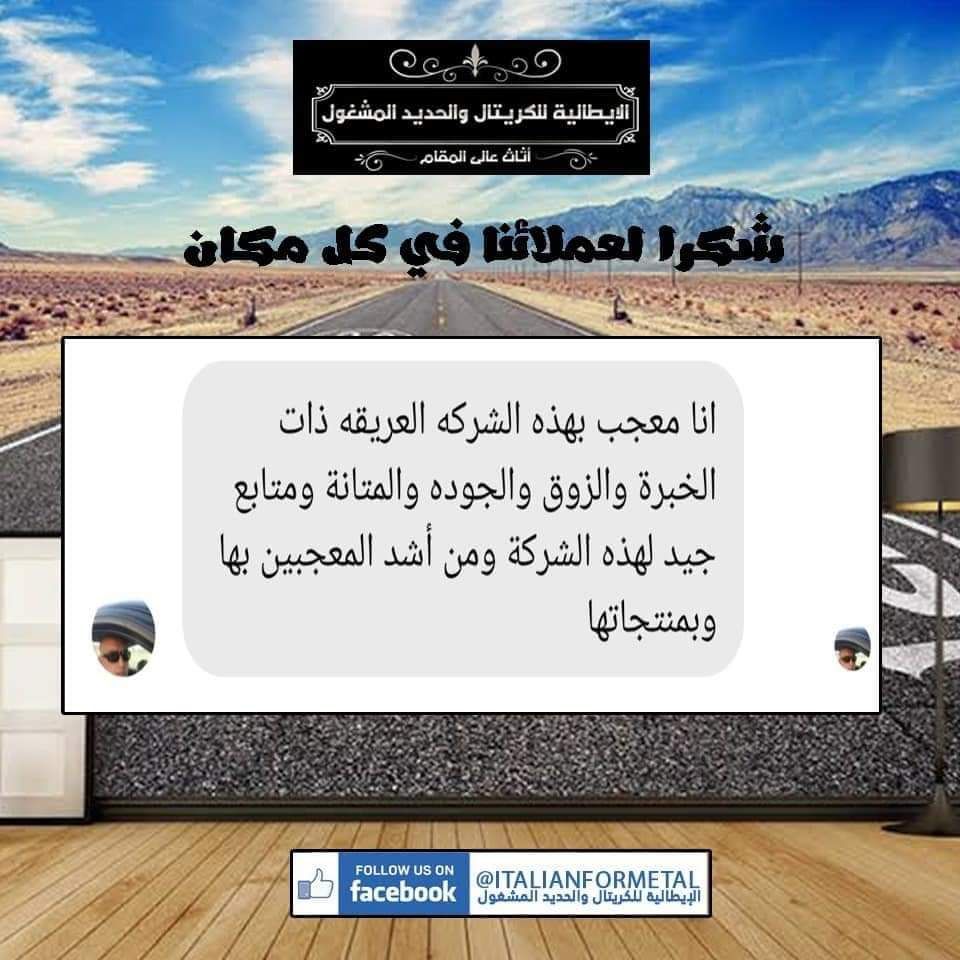 الايطالية للكريتال والحديد المشغول
أثاث عالى المقام
شكرا لعملائنا في كل مكان
انا معجب بهذه الشركه العريقه ذات
الخبرة والزوق والجوده والمتانة ومتابع
جيد لهذه الشركة ومن أشد المعجبين بها
وبمنتجاتها
FOLLOW US ON
facebook
@ITALIANFORMETAL
الإيطالية للكريتال والحديد المشغول